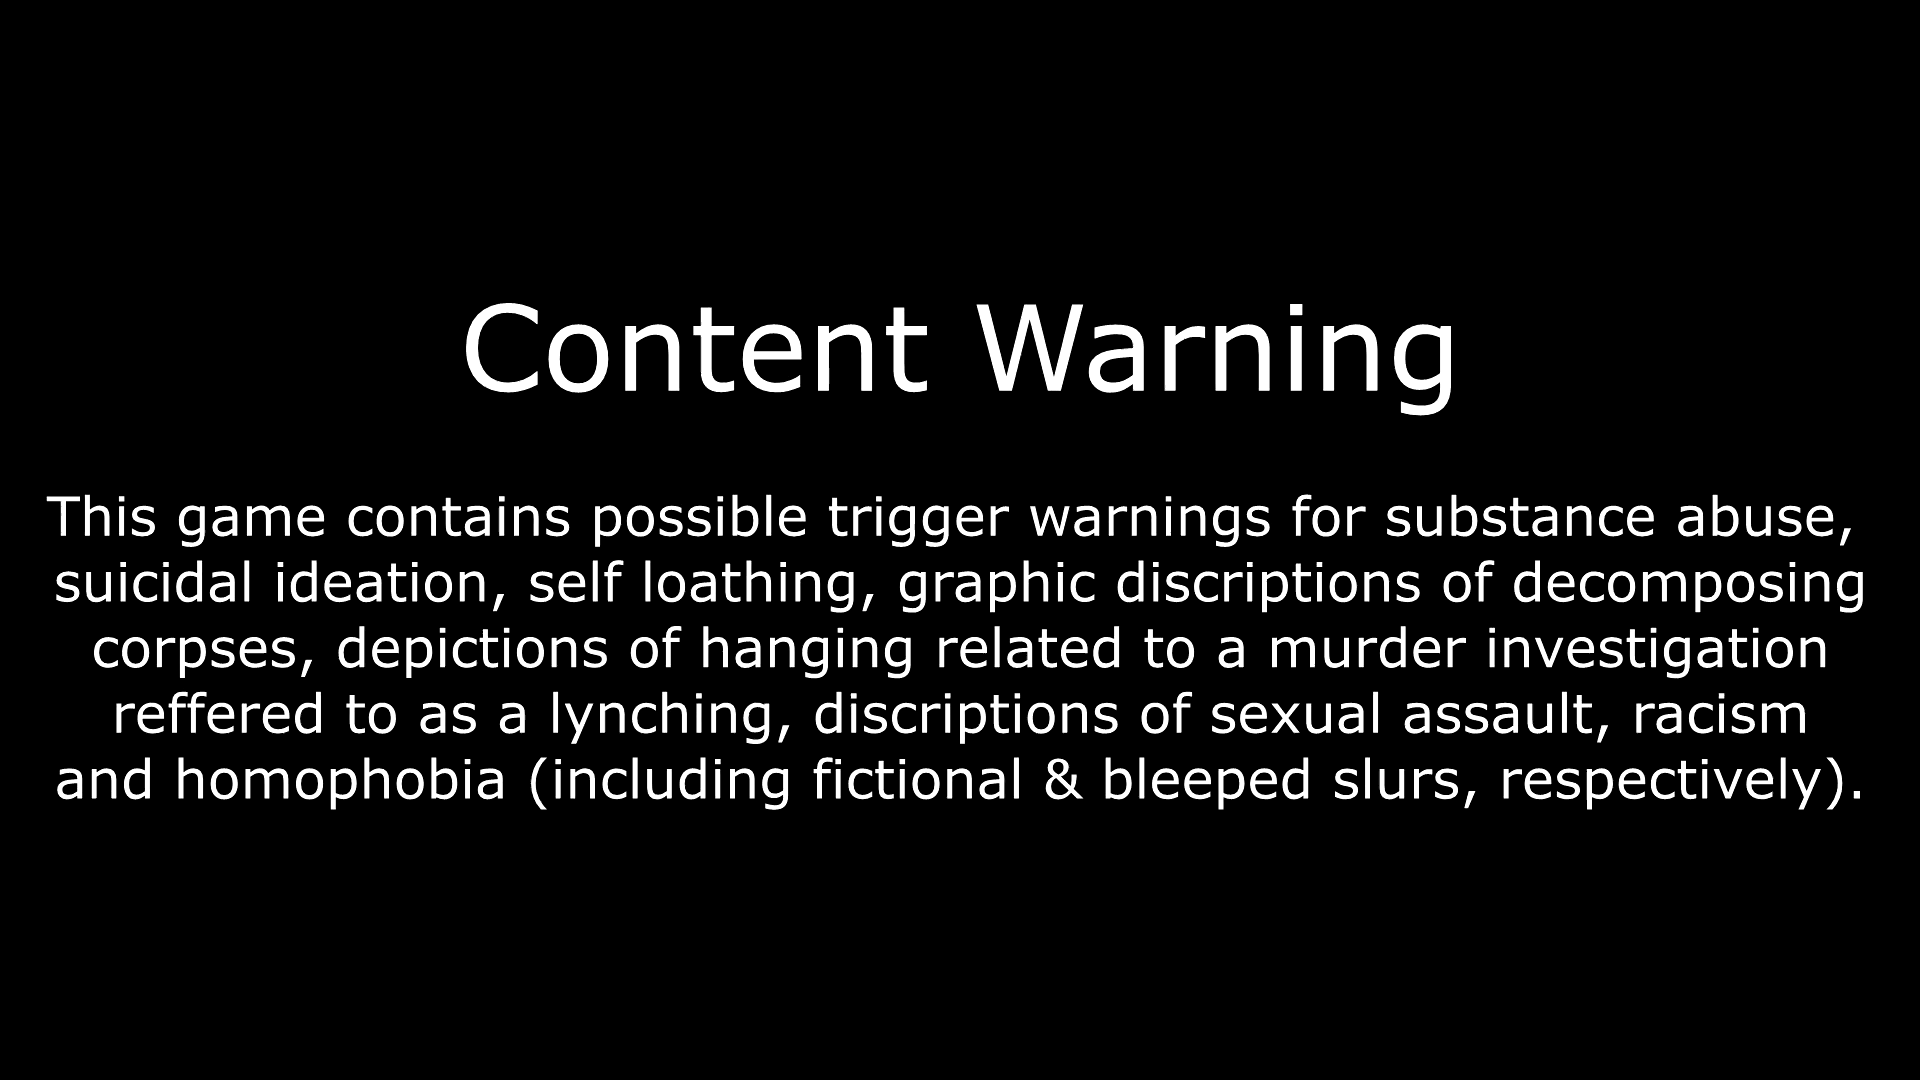 Content Warning
This game contains possible trigger warnings for substance abuse,
suicidal ideation, self loathing, graphic discriptions of decomposing
corpses, depictions of hanging related to a murder investigation
reffered to as a lynching, discriptions of sexual assault, racism
and homophobia (including fictional & bleeped slurs, respectively).